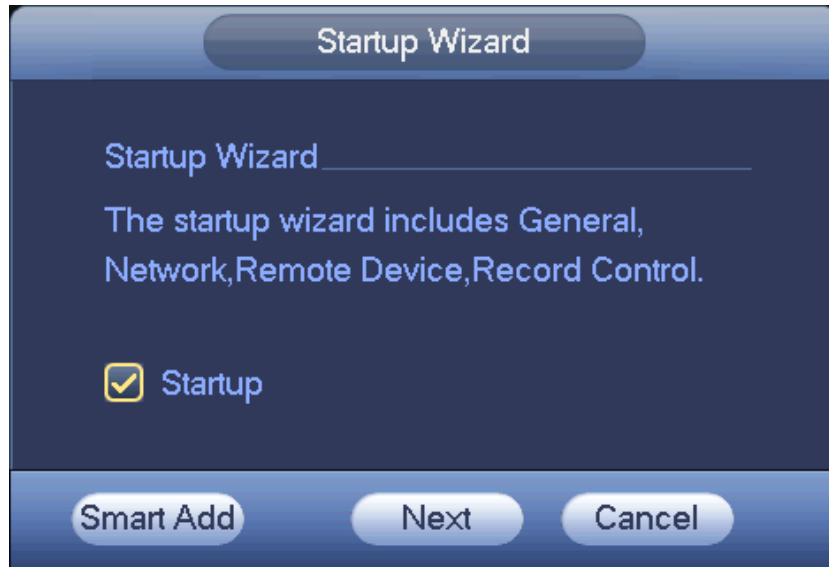 Startup Wizard
Startup Wizard
The startup wizard includes General,
Network,Remote Device,Record Control.
Startup
Smart Add Next Cancel